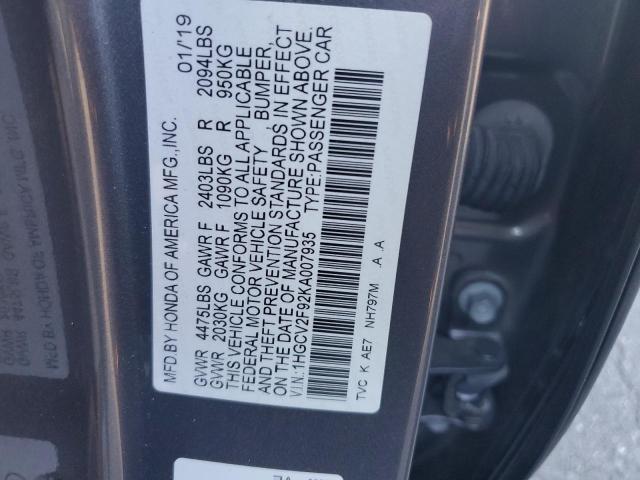 MFD BY HONDA OF AMERICA MFG.,INC. 01/19
GVWR 4475LBS GAWR F 2403LBS R 2094LBS
GVWR 2030KG GAWR F 1090KG R 950KG
THIS VEHICLE CONFORMS TO ALL APPLICABLE
FEDERAL MOTOR VEHICLE SAFETY BUMPER,
AND THEFT PREVENTION STANDARDS IN EFFECT
ON THE DATE OF MANUFACTURE SHOWN ABOVE.
V.I.N.:1HGCV2F92KA007935 TYPE:PASSENGER CAR
TVC K AE7 NH797M .A .A